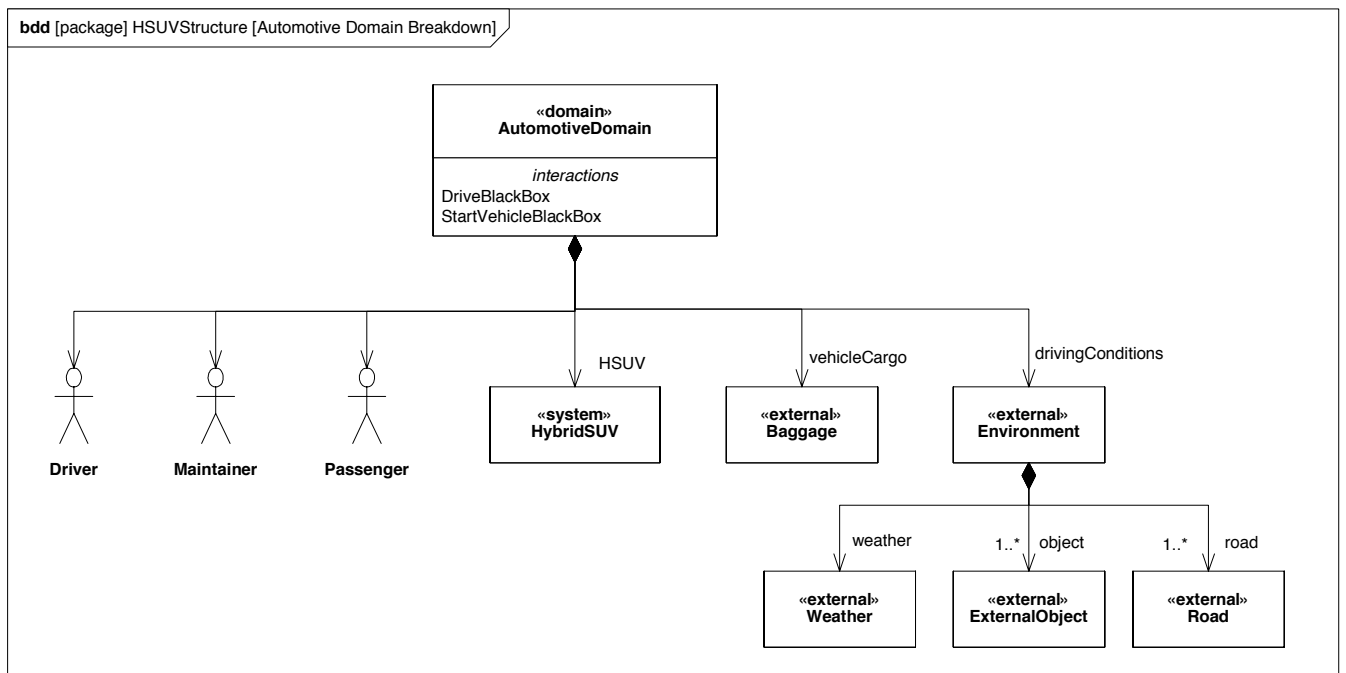 bdd [package] HSUVStructure [Automotive Domain Breakdown]
«domain»
AutomotiveDomain
interactions
DriveBlackBox
StartVehicleBlackBox
HSUV
vehicleCargo
drivingConditions
Driver
Maintainer
Passenger
«system»
HybridSUV
«external»
Baggage
«external»
Environment
weather
1..* object
1..* road
«external»
Weather
«external»
ExternalObject
«external»
Road